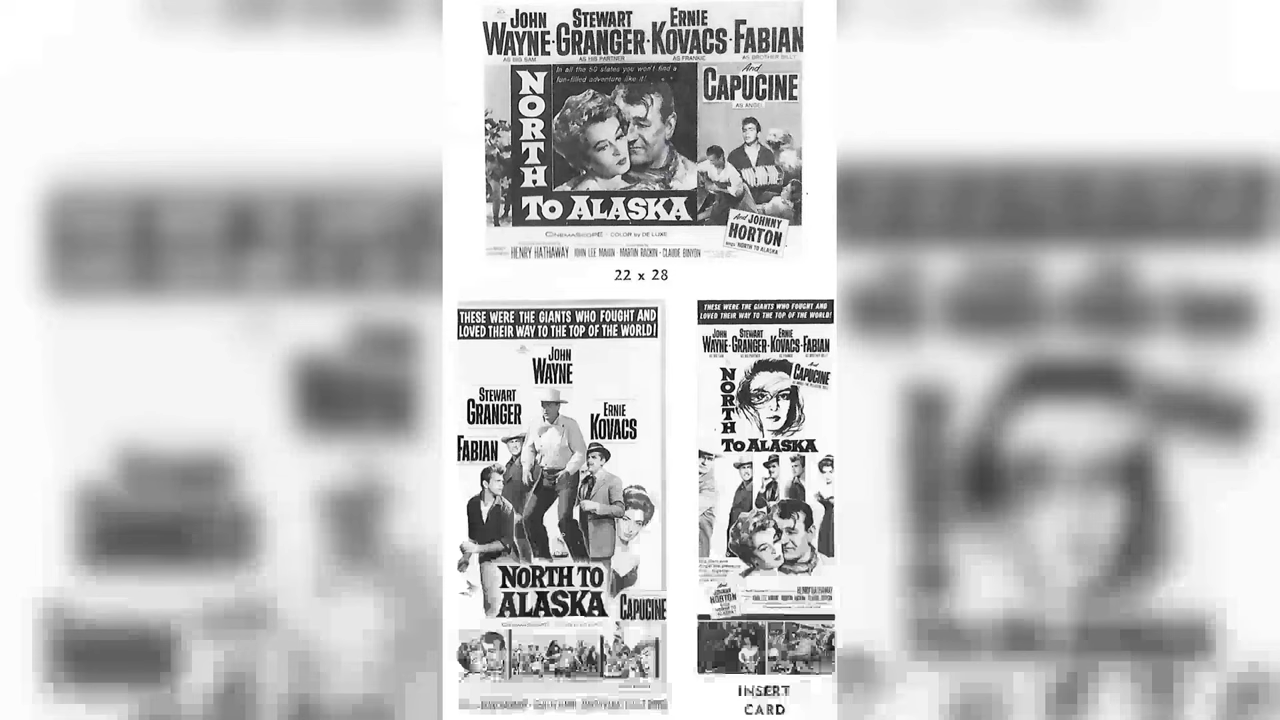 JOHN WAYNE · STEWART GRANGER · ERNIE KOVACS · FABIAN
AS BIG SAM AS HIS PARTNER AS FRANKIE AS BROTHER BILLY
In all the 50 states you won't find a
fun-filled adventure like it!
And
CAPUCINE
AS ANGEL
NORTH
TO ALASKA
And JOHNNY
HORTON
sings "NORTH TO ALASKA"
CINEMASCOPE · COLOR by DE LUXE
HENRY HATHAWAY JOHN LEE MAHIN · MARTIN RACKIN · CLAUDE BINYON
22 x 28
THESE WERE THE GIANTS WHO FOUGHT AND
LOVED THEIR WAY TO THE TOP OF THE WORLD!
JOHN
WAYNE
STEWART
GRANGER
ERNIE
KOVACS
FABIAN
NORTH TO
ALASKA
CAPUCINE
THESE WERE THE GIANTS WHO FOUGHT AND
LOVED THEIR WAY TO THE TOP OF THE WORLD!
JOHN WAYNE · STEWART GRANGER · ERNIE KOVACS · FABIAN
And
CAPUCINE
NORTH
TO ALASKA
And
JOHNNY
HORTON
HENRY HATHAWAY
INSERT
CARD